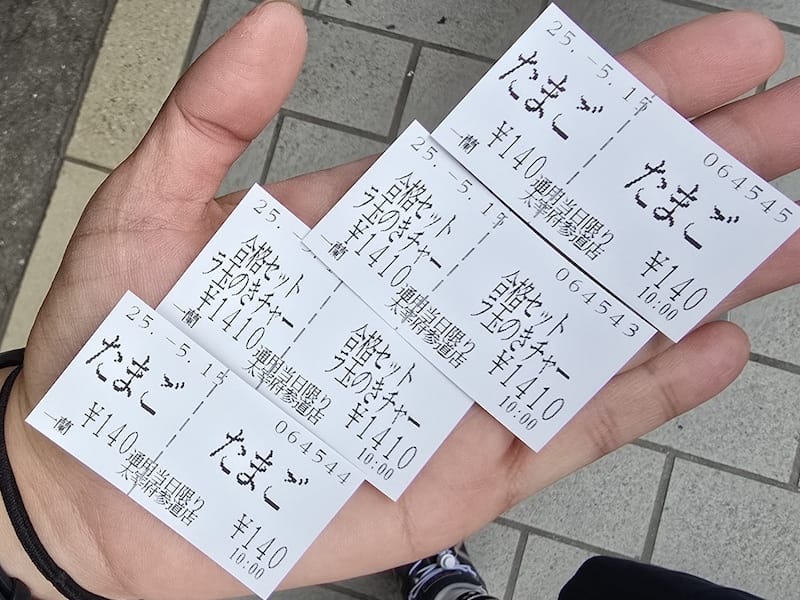 25.-5.15
たまご
¥140
一蘭
通用当日限り
太宰府参道店
064545
たまご
¥140
10:00
25.-5.15
合格セット
ラ玉のきチャー
¥1410
一蘭
通用当日限り
太宰府参道店
064543
合格セット
ラ玉のきチャー
¥1410
10:00
25.
合格セット
ラ玉のきチャー
¥1410
一蘭
通用当日限り
太宰府参道店
合格セット
ラ玉のきチャー
¥1410
10:00
25.-5.15
たまご
¥140
一蘭
通用当日限り
太宰府参道店
064544
たまご
¥140
10:00